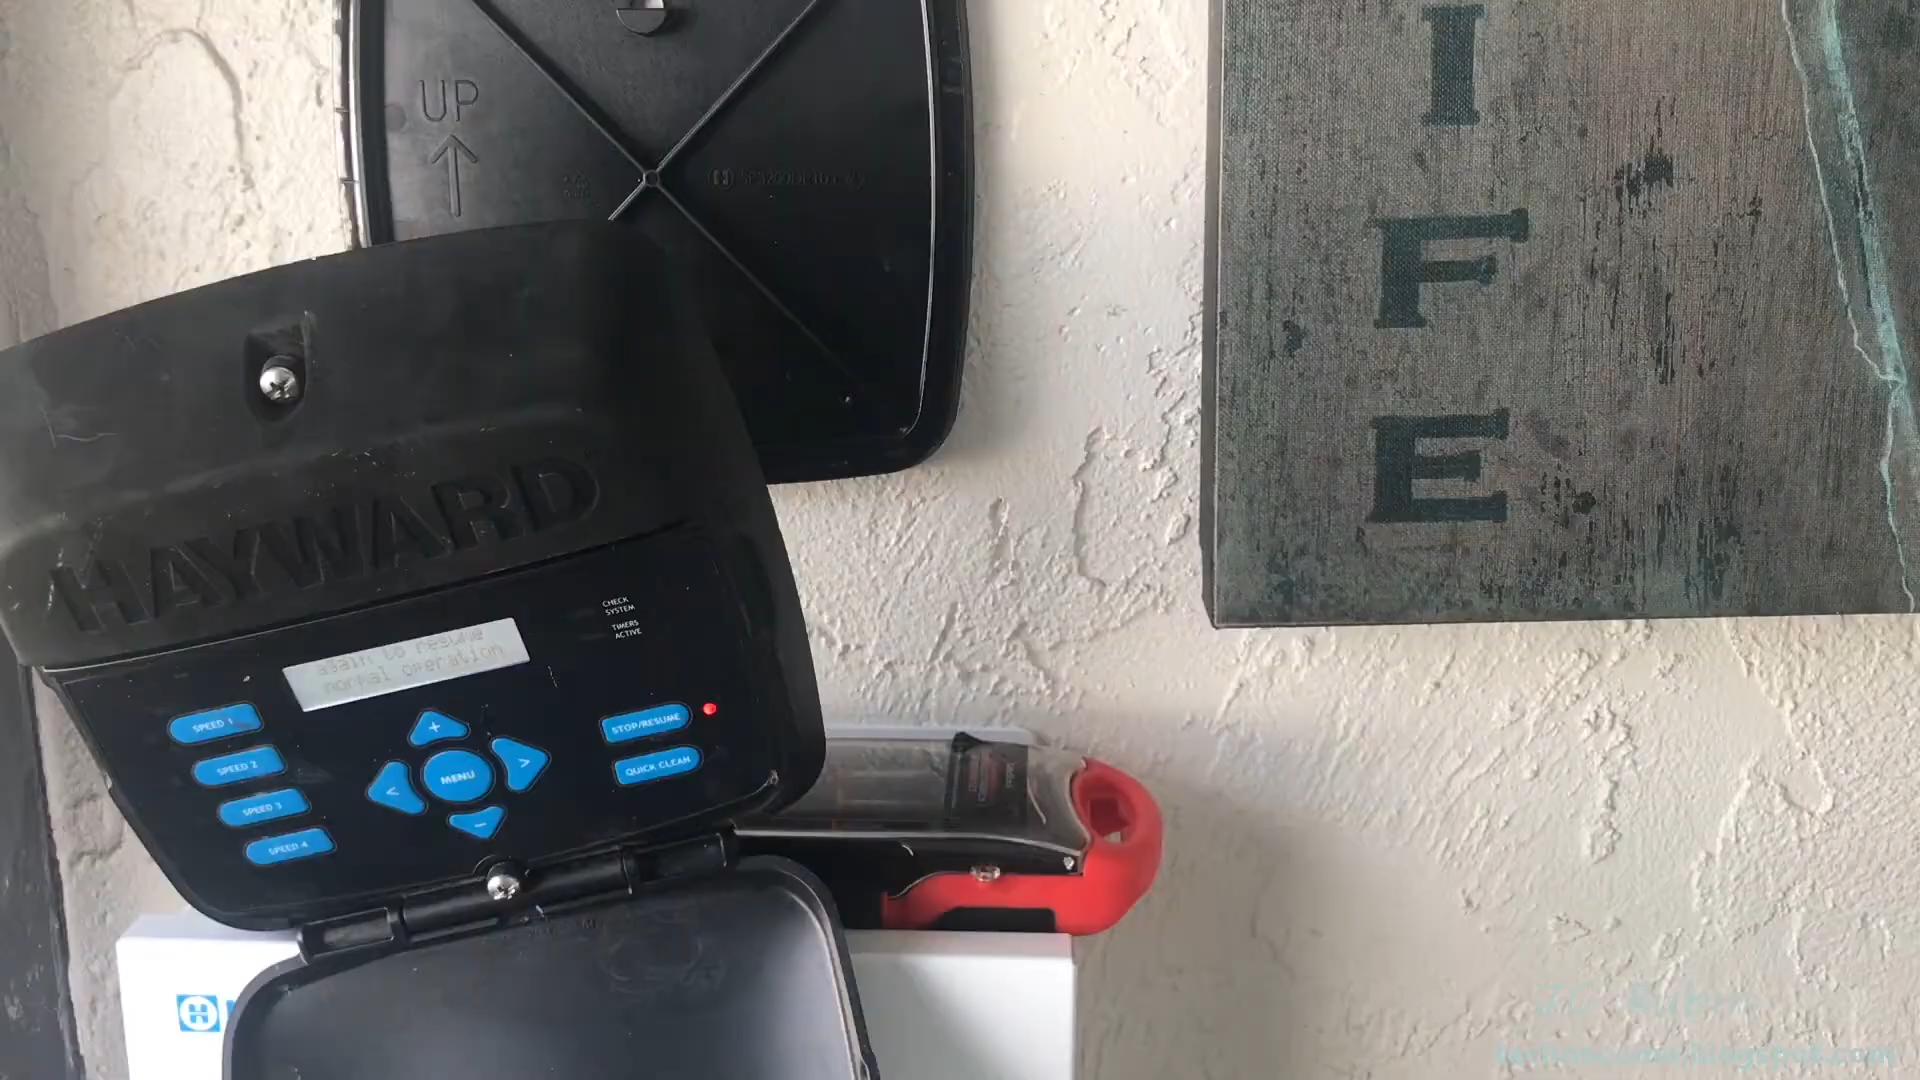 UP
I
F
E
HAYWARD
again to resume
normal operation
CHECK
SYSTEM
TIMERS
ACTIVE
SPEED 1
SPEED 2
SPEED 3
SPEED 4
+
<
MENU
>
−
STOP/RESUME
QUICK CLEAN